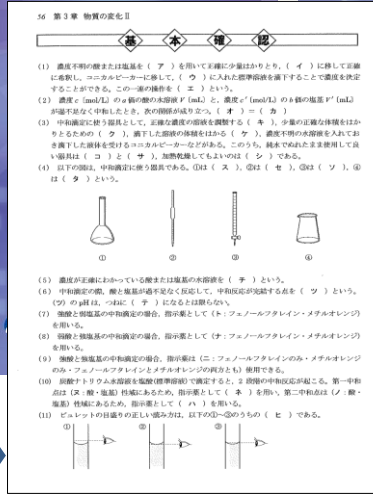 56 第3章 物質の変化Ⅱ
基本確認
(1) 濃度不明の酸または塩基を( ア )を用いて正確に少量はかりとり，( イ )に移して正確
に希釈し，コニカルビーカーに移して，( ウ )に入れた標準溶液を滴下することで濃度を決定
することができる。この一連の操作を( エ )という。
(2) 濃度 c [mol/L] の a 価の酸の水溶液 V [mL] と，濃度 c' [mol/L] の b 価の塩基 V' [mL]
が過不足なく中和したとき，次の関係が成り立つ。( オ ) = ( カ )
(3) 中和滴定に使う器具として，正確な濃度の溶液を調製する( キ )，少量の正確な体積をはか
りとるための( ク )，滴下した溶液の体積をはかる( ケ )，濃度不明の水溶液を入れてお
き滴下した液体を受けるコニカルビーカーなどがある。このうち，純水でぬれたまま使用して良
い器具は( コ )と( サ )，加熱乾燥してもよいのは( シ )である。
(4) 以下の図は，中和滴定に使う器具である。①は( ス )，②は( セ )，③は( ソ )，④
は( タ )という。
① ② ③ ④
(5) 濃度が正確にわかっている酸または塩基の水溶液を( チ )という。
(6) 中和滴定の際，酸と塩基が過不足なく反応して，中和反応が完結する点を( ツ )という。
(ツ)の pH は，つねに( テ )になるとは限らない。
(7) 強酸と弱塩基の中和滴定の場合，指示薬として(ト：フェノールフタレイン・メチルオレンジ)
を用いる。
(8) 弱酸と強塩基の中和滴定の場合，指示薬として(ナ：フェノールフタレイン・メチルオレンジ)
を用いる。
(9) 強酸と強塩基の中和滴定の場合，指示薬は(ニ：フェノールフタレインのみ・メチルオレンジ
のみ・フェノールフタレインとメチルオレンジの両方とも)使用できる。
(10) 炭酸ナトリウム水溶液を塩酸(標準溶液)で滴定すると，2 段階の中和反応が起こる。第一中和
点は(ヌ：酸・塩基)性域にあるため，指示薬として( ネ )を用い，第二中和点は(ノ：酸・
塩基)性域にあるため，指示薬として( ハ )を用いる。
(11) ビュレットの目盛りの正しい読み方は，以下の①～③のうちの( ヒ )である。
① ② ③